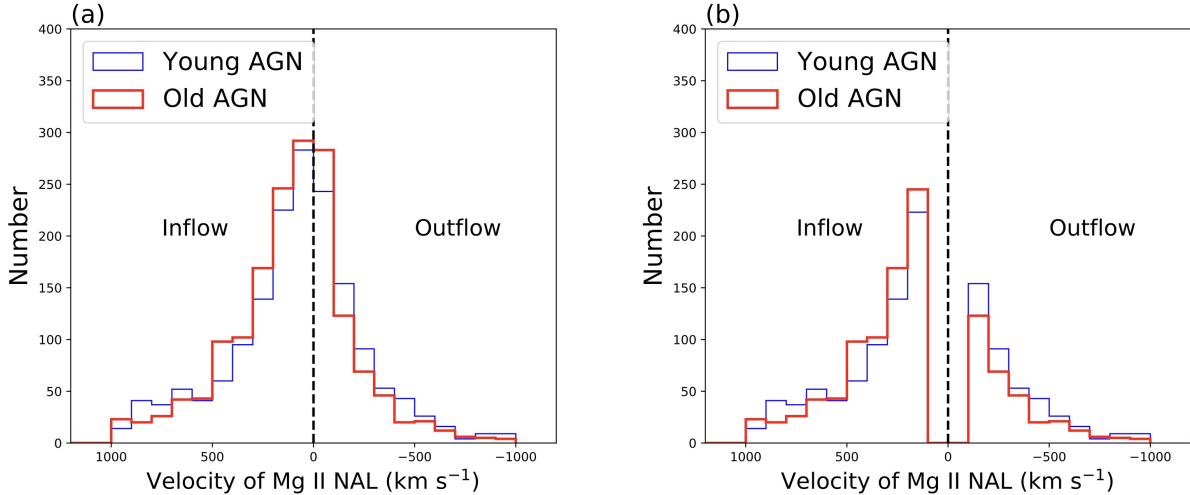 (a)
400
350
300
250
200
150
100
50
0
Number
Young AGN
Old AGN
Inflow
Outflow
1000 500 0 −500 −1000
Velocity of Mg II NAL (km s⁻¹)
(b)
400
350
300
250
200
150
100
50
0
Number
Young AGN
Old AGN
Inflow
Outflow
1000 500 0 −500 −1000
Velocity of Mg II NAL (km s⁻¹)